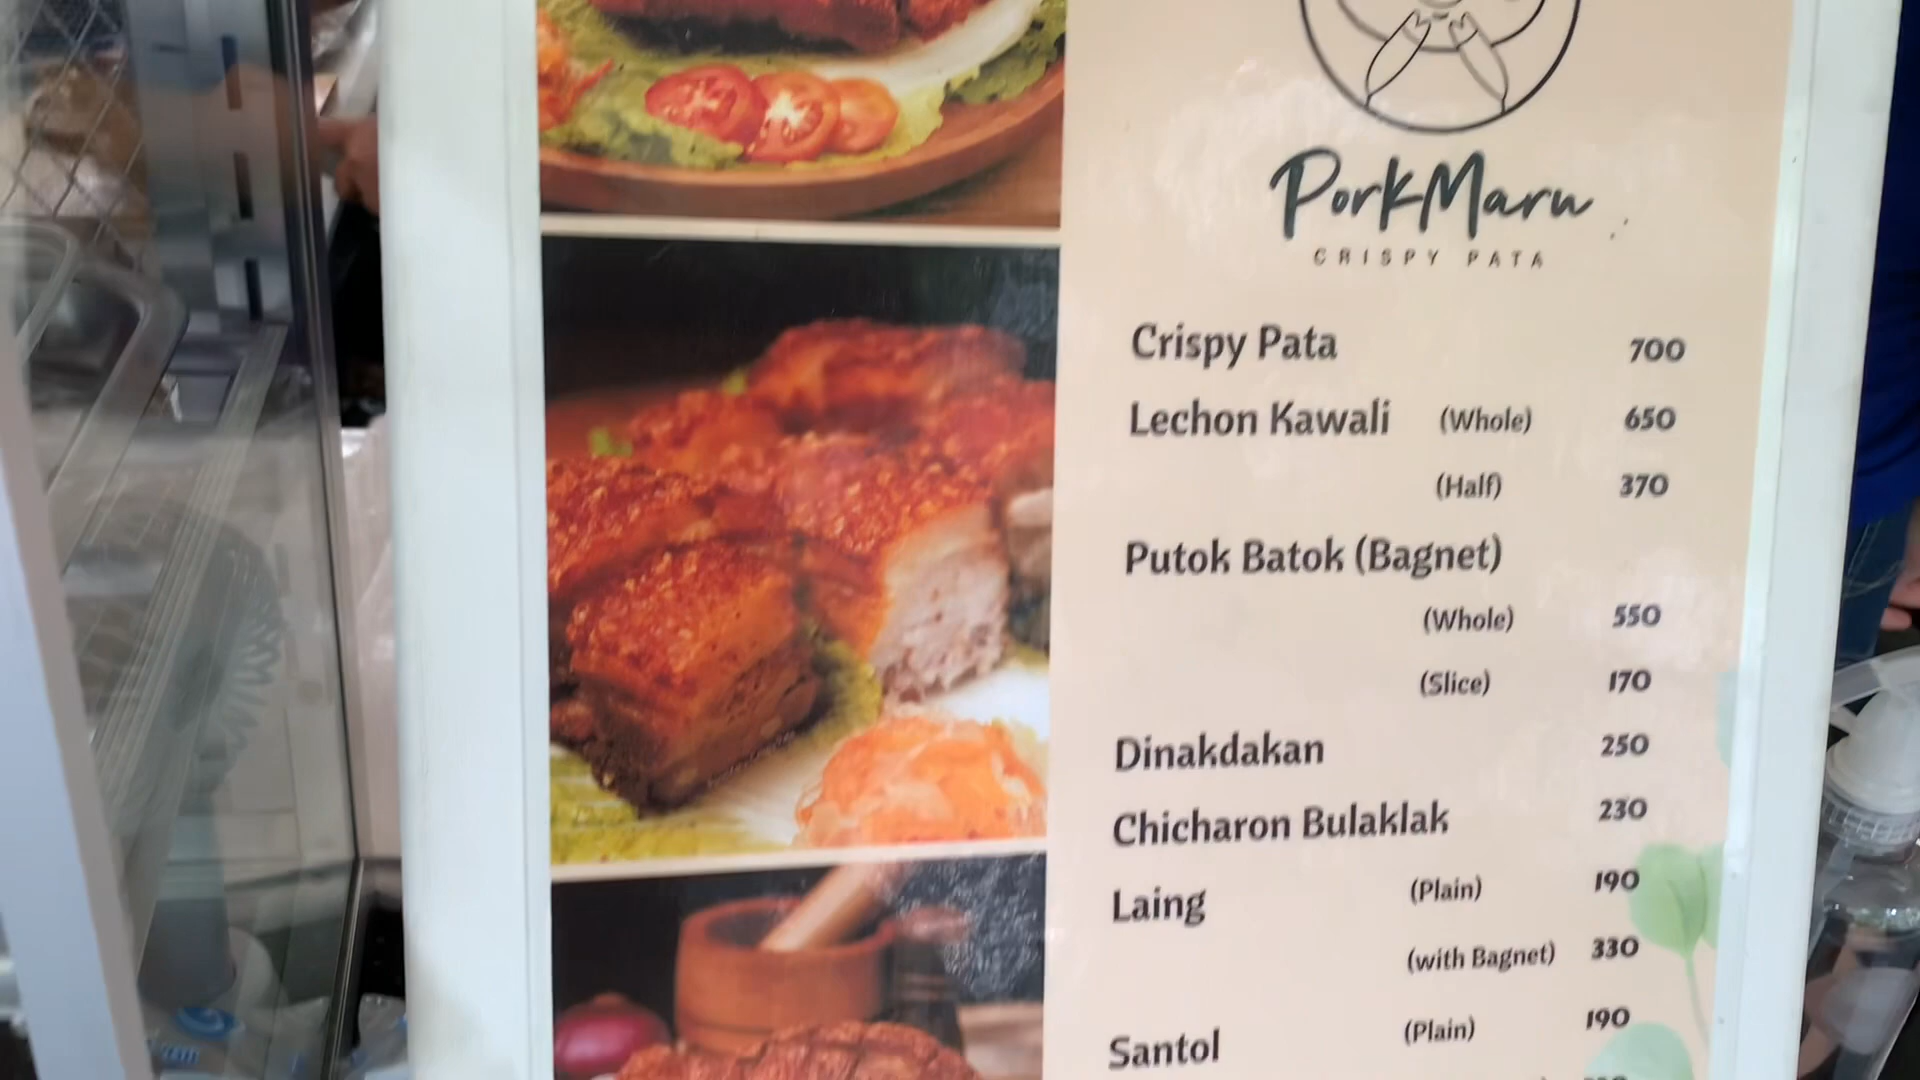 PorkMaru
CRISPY PATA
Crispy Pata 700
Lechon Kawali (Whole) 650
(Half) 370
Putok Batok (Bagnet)
(Whole) 550
(Slice) 170
Dinakdakan 250
Chicharon Bulaklak 230
Laing (Plain) 190
(with Bagnet) 330
Santol (Plain) 190